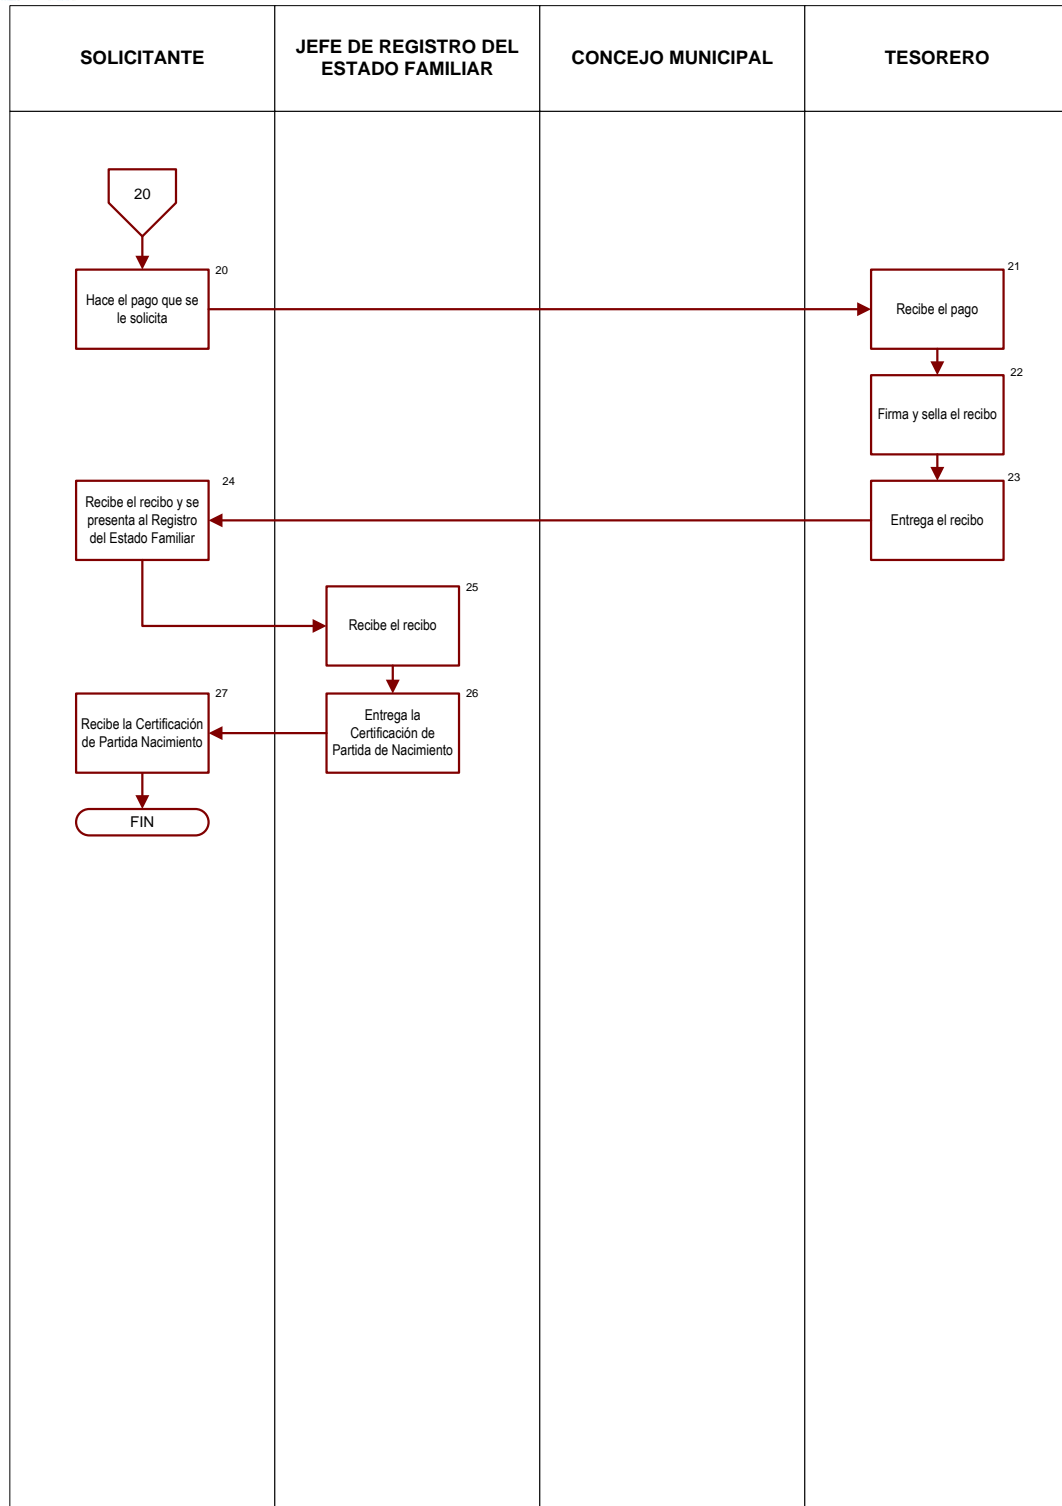 SOLICITANTE
JEFE DE REGISTRO DEL
ESTADO FAMILIAR
CONCEJO MUNICIPAL
TESORERO
20
20
Hace el pago que se
le solicita
21
Recibe el pago
22
Firma y sella el recibo
23
Entrega el recibo
24
Recibe el recibo y se
presenta al Registro
del Estado Familiar
25
Recibe el recibo
26
Entrega la
Certificación de
Partida de Nacimiento
27
Recibe la Certificación
de Partida Nacimiento
FIN